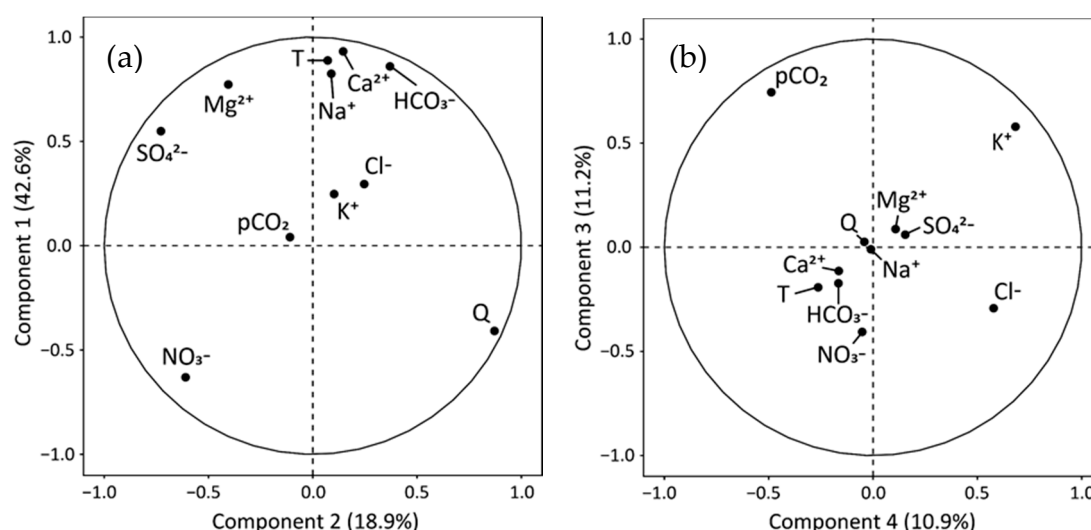 (a)
1.0
T
Ca²⁺
Mg²⁺
Na⁺
HCO₃-
0.5
SO₄²-
Cl-
K⁺
pCO₂
0.0
Q
-0.5
NO₃-
-1.0
-1.0 -0.5 0.0 0.5 1.0
Component 1 (42.6%)
Component 2 (18.9%)
(b)
1.0
pCO₂
K⁺
0.5
Mg²⁺
Q
SO₄²-
0.0
Ca²⁺
Na⁺
T
Cl-
HCO₃-
NO₃-
-0.5
-1.0
-1.0 -0.5 0.0 0.5 1.0
Component 3 (11.2%)
Component 4 (10.9%)